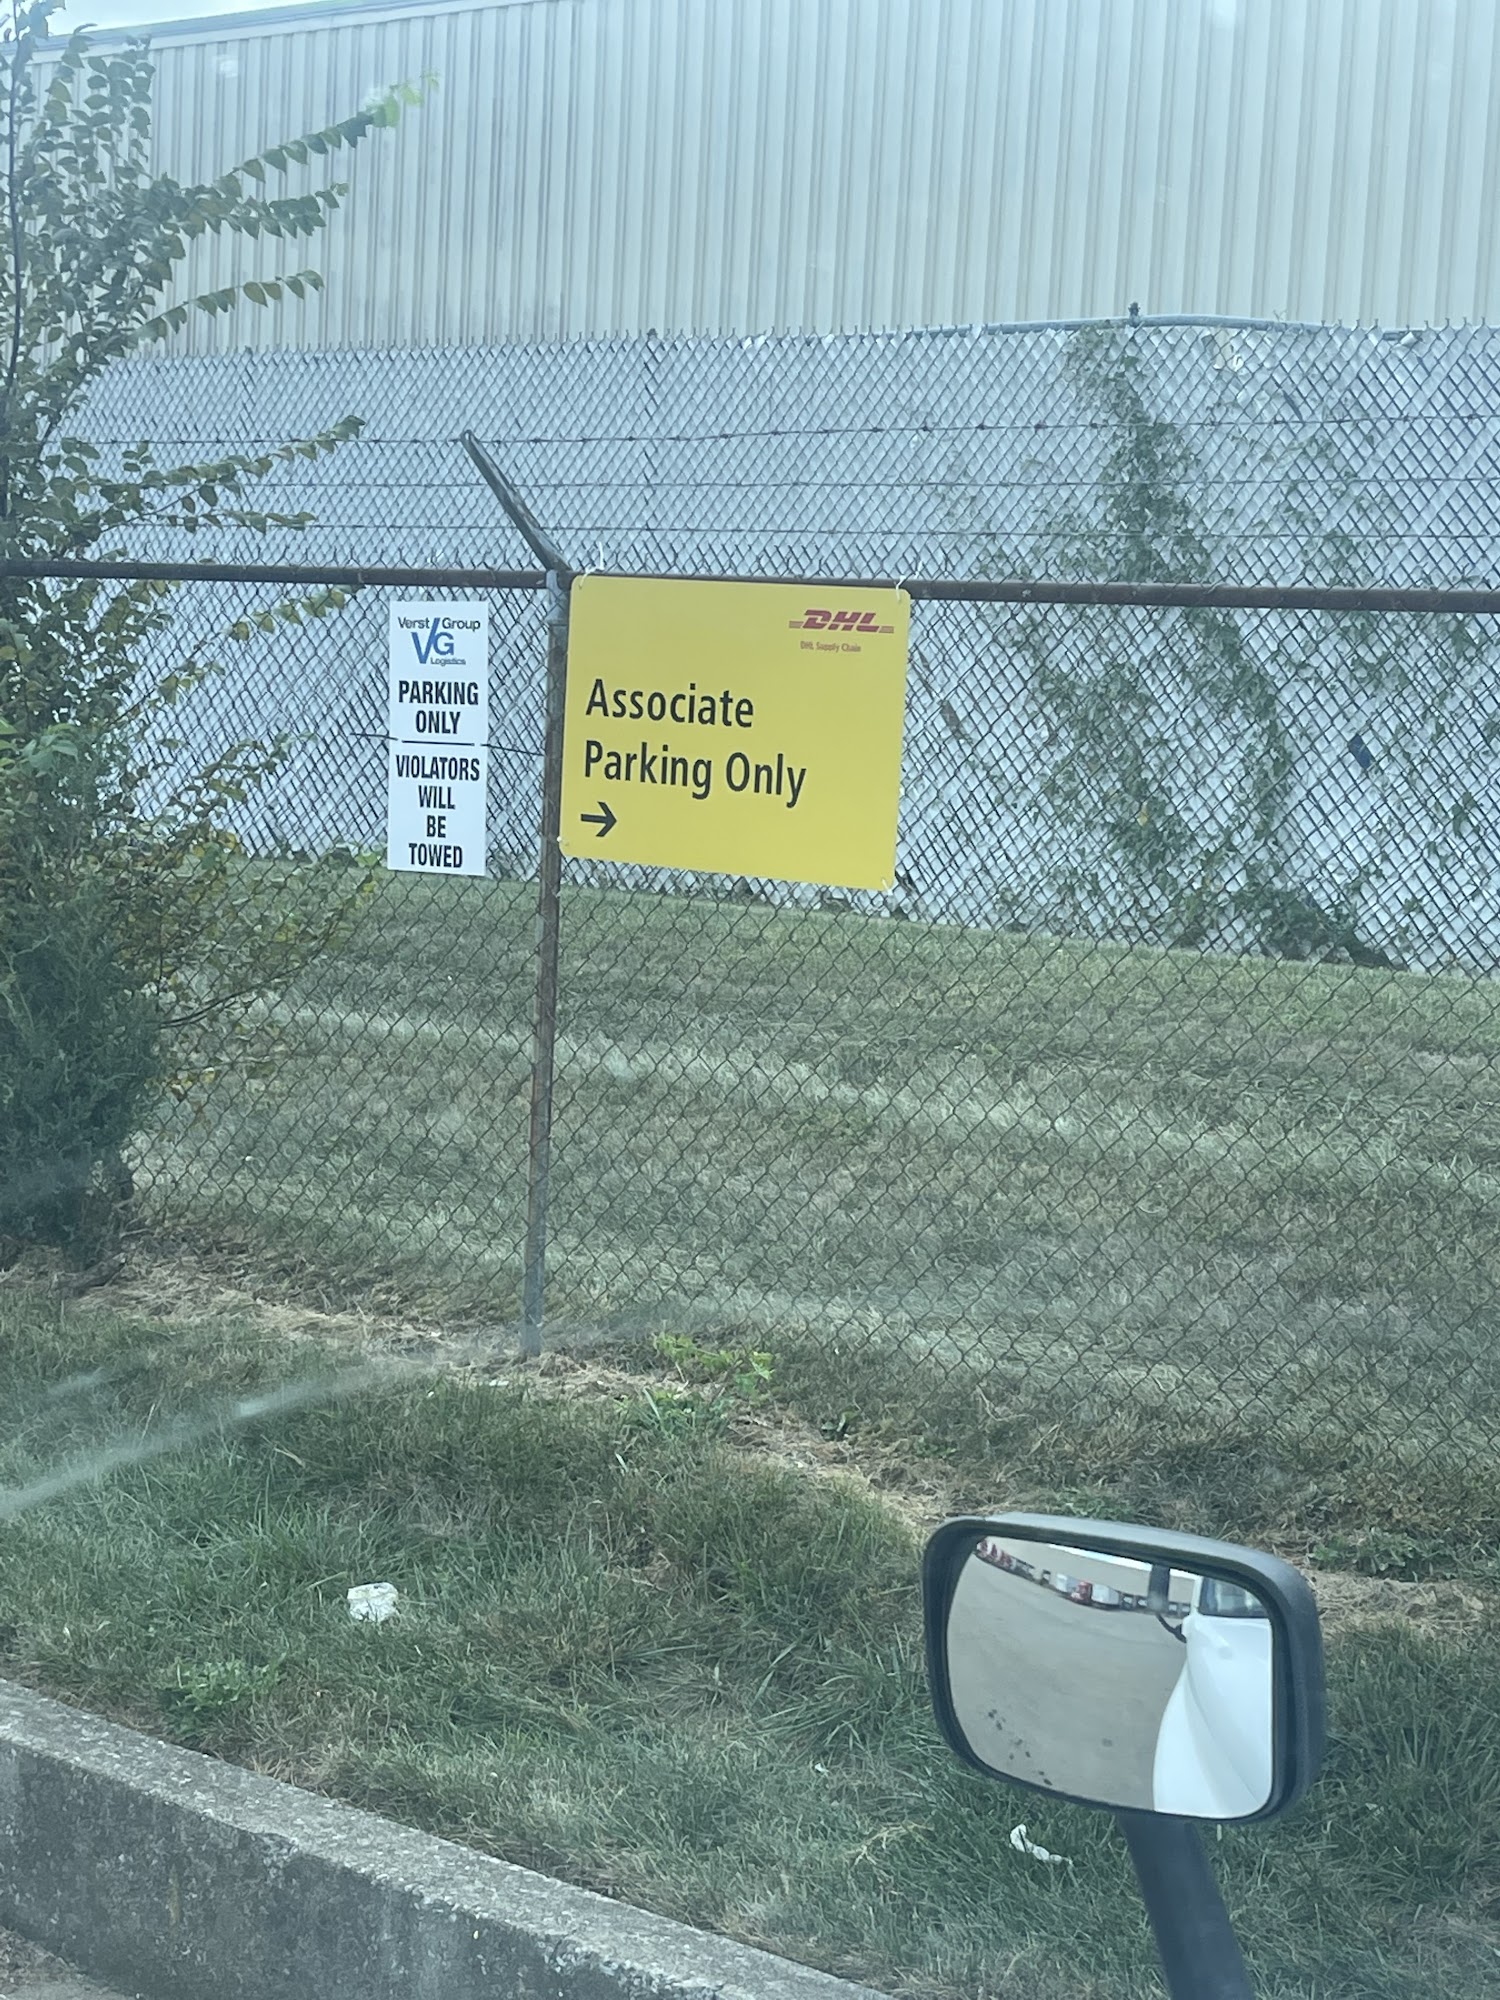 Verst Group
VG
Logistics
PARKING
ONLY
VIOLATORS
WILL
BE
TOWED
DHL
DHL Supply Chain
Associate
Parking Only
→